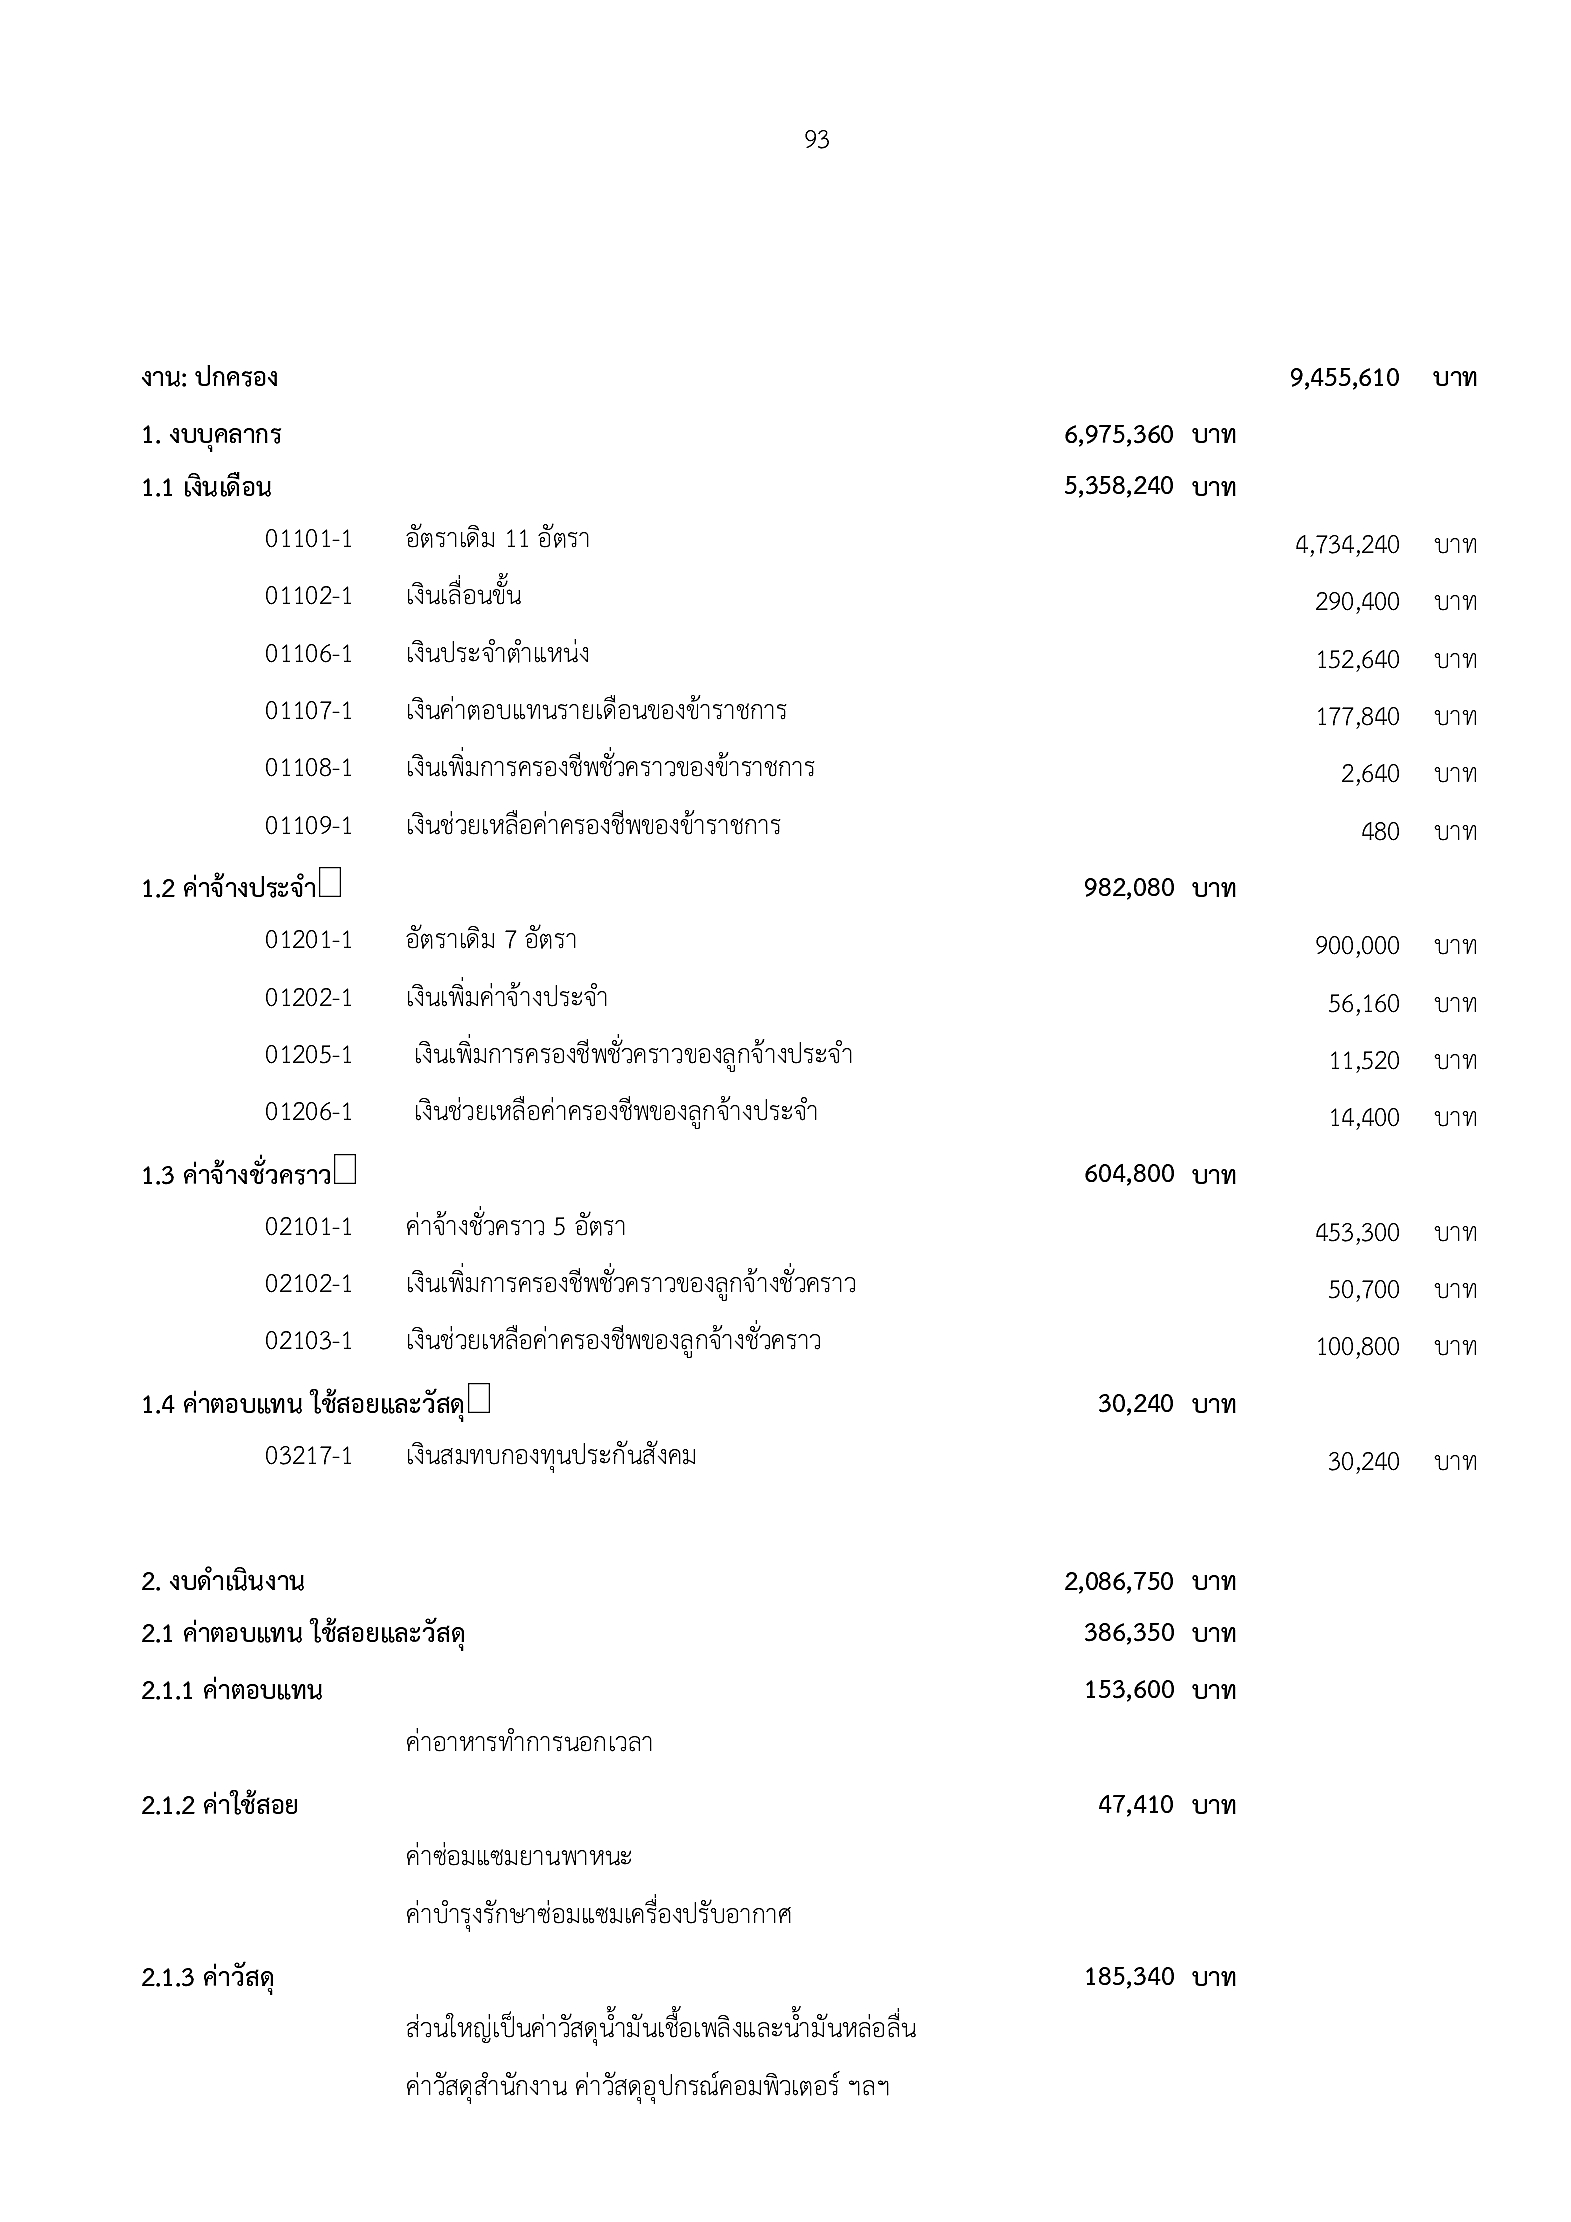 93
งาน: ปกครอง 9,455,610 บาท
1. งบบุคลากร 6,975,360 บาท
1.1 เงินเดือน 5,358,240 บาท
01101-1 อัตราเดิม 11 อัตรา 4,734,240 บาท
01102-1 เงินเลื่อนขั้น 290,400 บาท
01106-1 เงินประจำตำแหน่ง 152,640 บาท
01107-1 เงินค่าตอบแทนรายเดือนของข้าราชการ 177,840 บาท
01108-1 เงินเพิ่มการครองชีพชั่วคราวของข้าราชการ 2,640 บาท
01109-1 เงินช่วยเหลือค่าครองชีพของข้าราชการ 480 บาท
1.2 ค่าจ้างประจำ 982,080 บาท
01201-1 อัตราเดิม 7 อัตรา 900,000 บาท
01202-1 เงินเพิ่มค่าจ้างประจำ 56,160 บาท
01205-1 เงินเพิ่มการครองชีพชั่วคราวของลูกจ้างประจำ 11,520 บาท
01206-1 เงินช่วยเหลือค่าครองชีพของลูกจ้างประจำ 14,400 บาท
1.3 ค่าจ้างชั่วคราว 604,800 บาท
02101-1 ค่าจ้างชั่วคราว 5 อัตรา 453,300 บาท
02102-1 เงินเพิ่มการครองชีพชั่วคราวของลูกจ้างชั่วคราว 50,700 บาท
02103-1 เงินช่วยเหลือค่าครองชีพของลูกจ้างชั่วคราว 100,800 บาท
1.4 ค่าตอบแทน ใช้สอยและวัสดุ 30,240 บาท
03217-1 เงินสมทบกองทุนประกันสังคม 30,240 บาท
2. งบดำเนินงาน 2,086,750 บาท
2.1 ค่าตอบแทน ใช้สอยและวัสดุ 386,350 บาท
2.1.1 ค่าตอบแทน 153,600 บาท
ค่าอาหารทำการนอกเวลา
2.1.2 ค่าใช้สอย 47,410 บาท
ค่าซ่อมแซมยานพาหนะ
ค่าบำรุงรักษาซ่อมแซมเครื่องปรับอากาศ
2.1.3 ค่าวัสดุ 185,340 บาท
ส่วนใหญ่เป็นค่าวัสดุน้ำมันเชื้อเพลิงและน้ำมันหล่อลื่น
ค่าวัสดุสำนักงาน ค่าวัสดุอุปกรณ์คอมพิวเตอร์ ฯลฯ